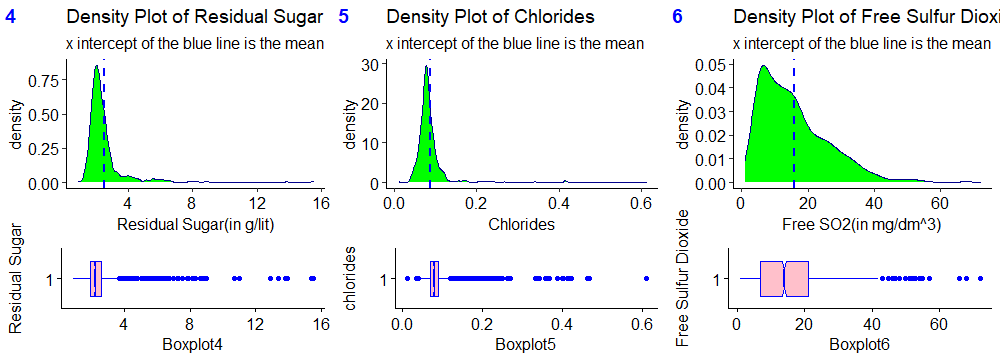 4 Density Plot of Residual Sugar
x intercept of the blue line is the mean
density
0.75
0.50
0.25
0.00
4 8 12 16
Residual Sugar(in g/lit)
Residual Sugar
1
4 8 12 16
Boxplot4
5 Density Plot of Chlorides
x intercept of the blue line is the mean
density
30
20
10
0
0.0 0.2 0.4 0.6
Chlorides
chlorides
1
0.0 0.2 0.4 0.6
Boxplot5
6 Density Plot of Free Sulfur Dioxi
x intercept of the blue line is the mean
density
0.05
0.04
0.03
0.02
0.01
0.00
0 20 40 60
Free SO2(in mg/dm^3)
Free Sulfur Dioxide
1
0 20 40 60
Boxplot6